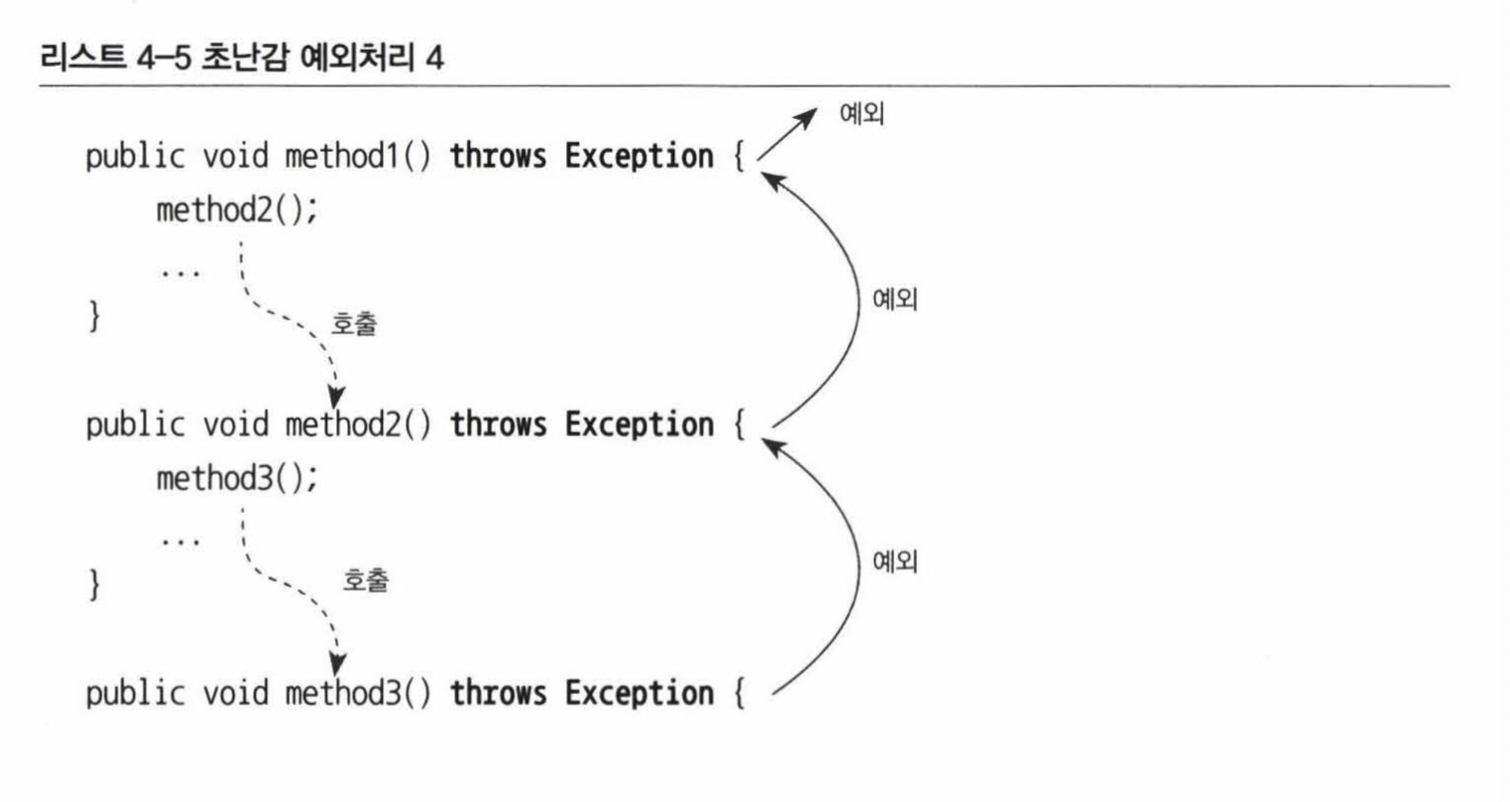 리스트 4–5 초난감 예외처리 4
예외
public void method1() throws Exception {
method2();
...
예외
}
호출
public void method2() throws Exception {
method3();
...
예외
}
호출
public void method3() throws Exception {